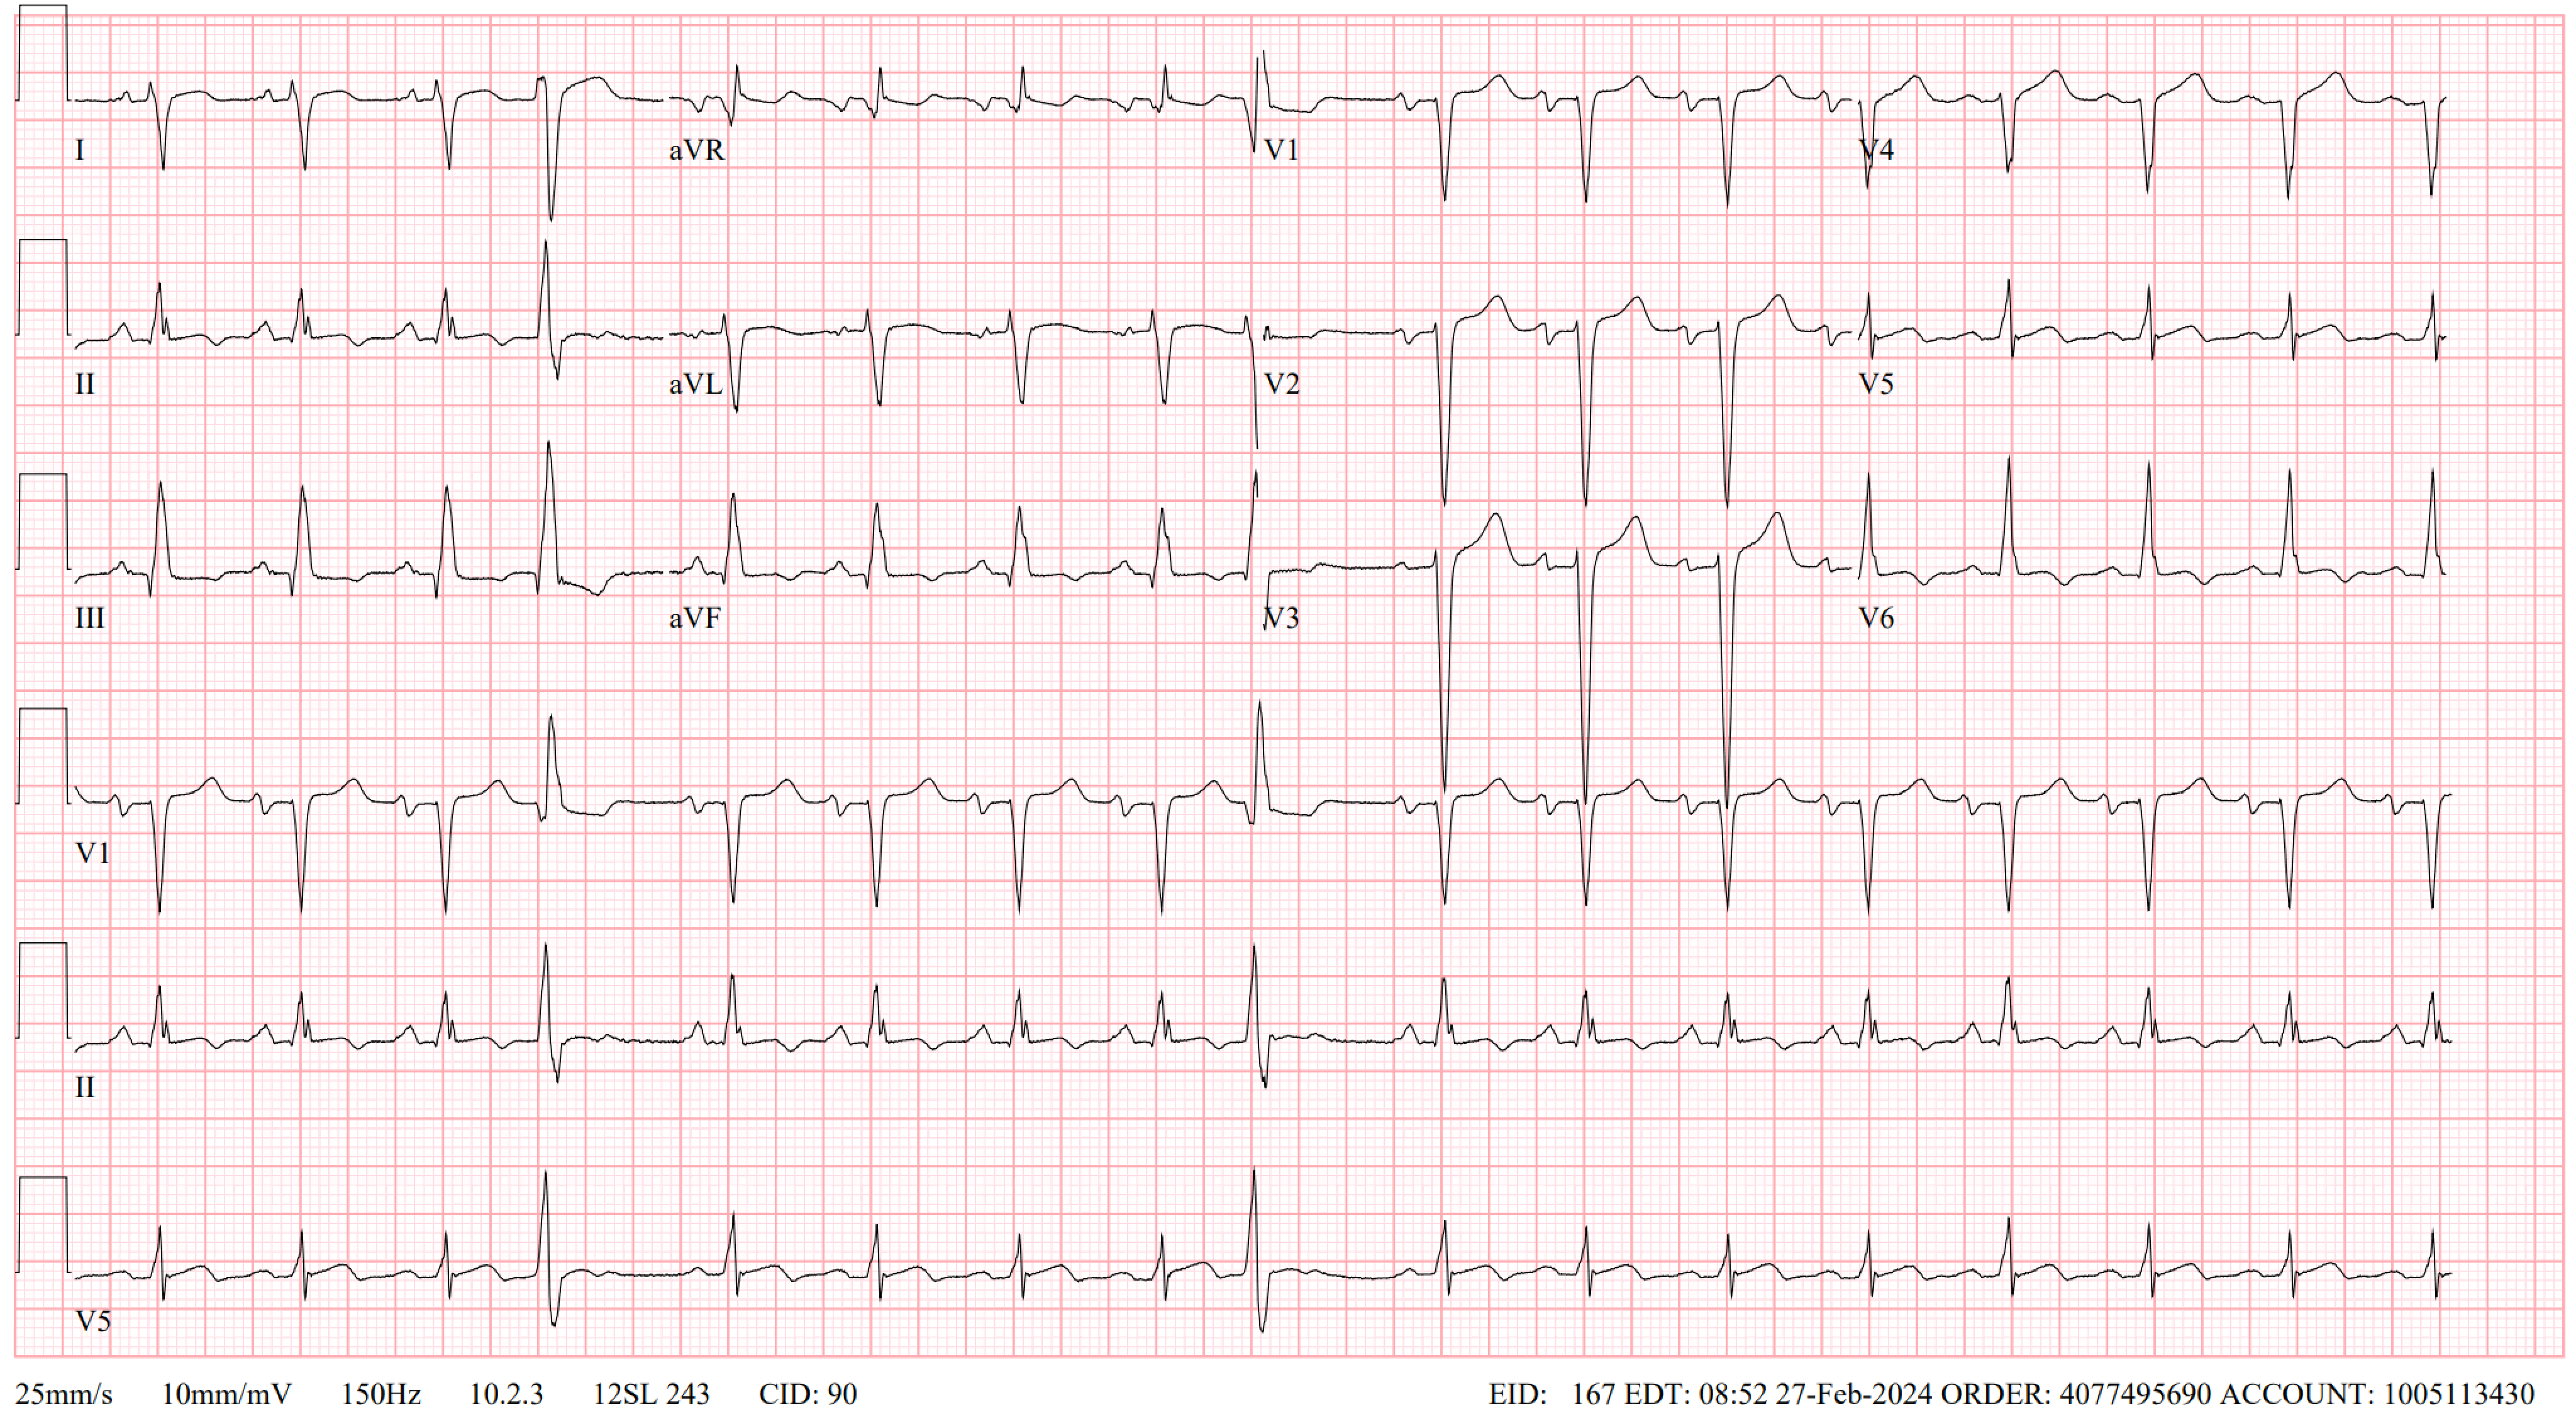 I aVR V1 V4
II aVL V2 V5
III aVF V3 V6
V1
II
V5
25mm/s 10mm/mV 150Hz 10.2.3 12SL 243 CID: 90 EID: 167 EDT: 08:52 27-Feb-2024 ORDER: 4077495690 ACCOUNT: 1005113430